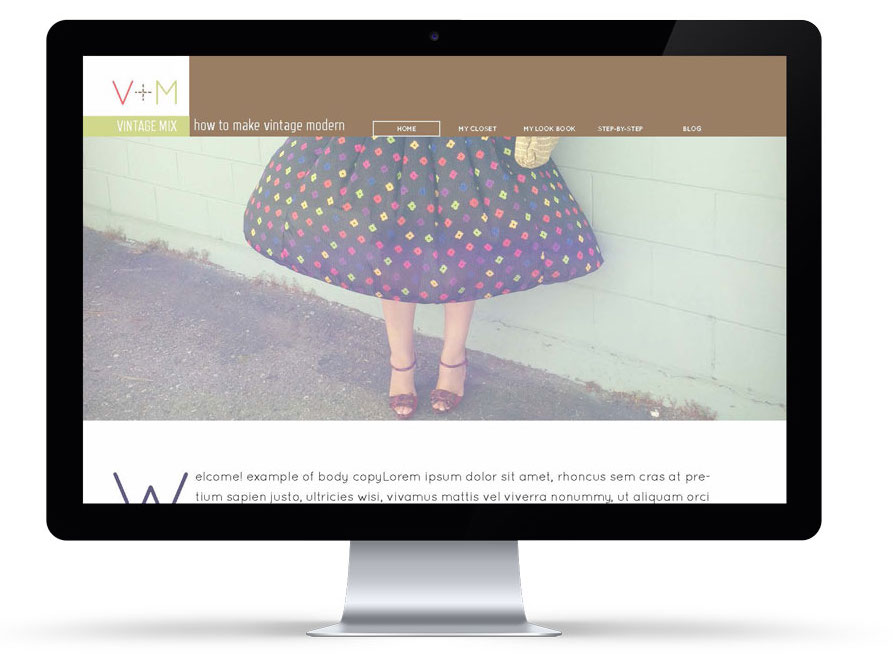 V+M
VINTAGE MIX
how to make vintage modern
HOME MY CLOSET MY LOOK BOOK STEP-BY-STEP BLOG
Welcome! example of body copyLorem ipsum dolor sit amet, rhoncus sem cras at pre-
tium sapien justo, ultricies wisi, vivamus mattis vel viverra nonummy, ut aliquam orci